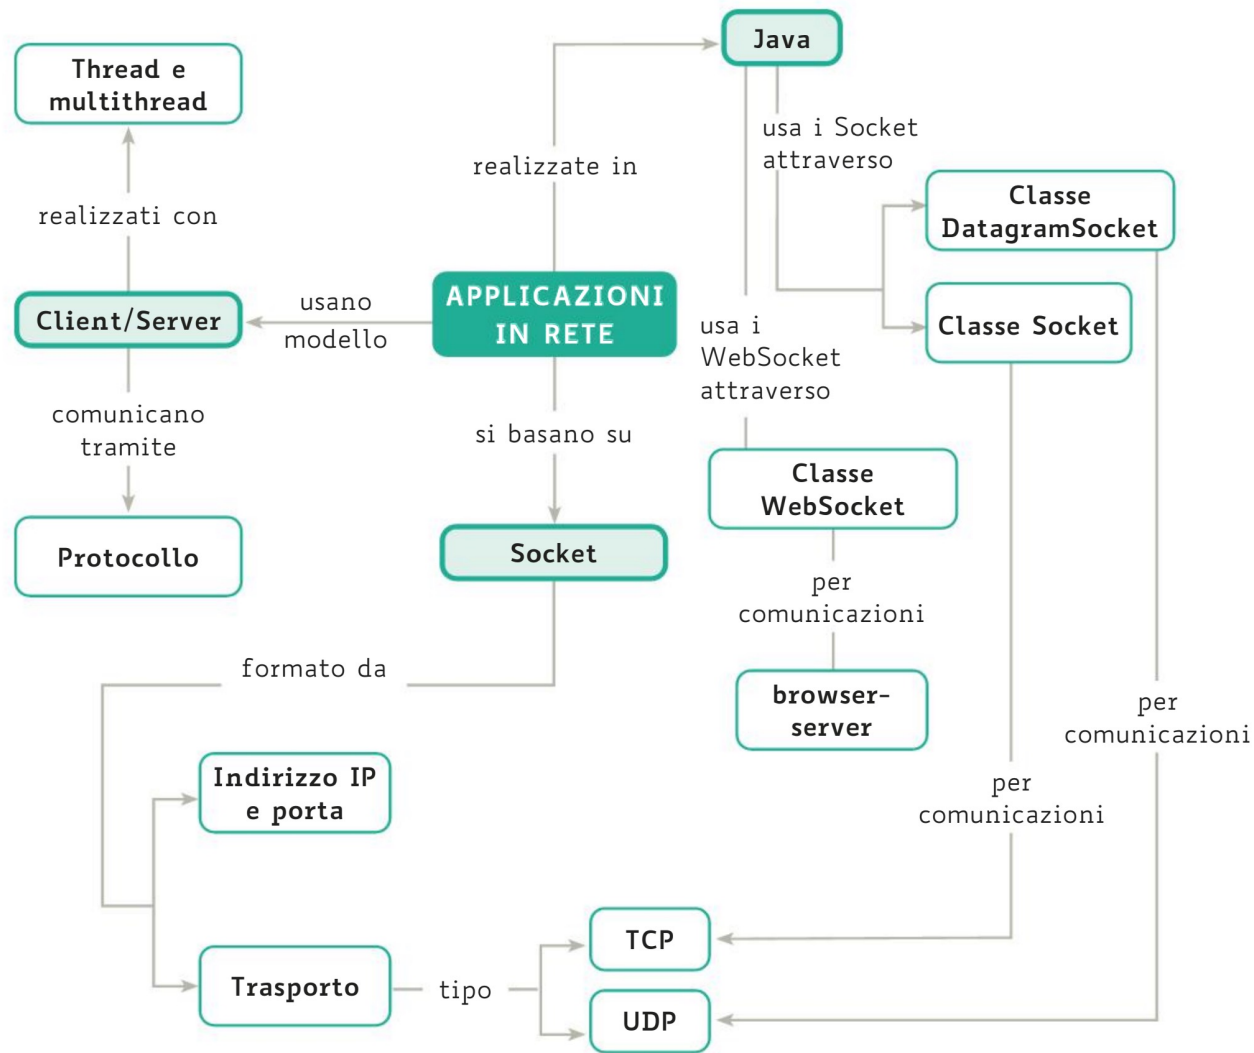 Java
Thread e
multithread
usa i Socket
attraverso
realizzate in
Classe
DatagramSocket
realizzati con
APPLICAZIONI
IN RETE
usano
modello
Client/Server
Classe Socket
usa i
WebSocket
attraverso
comunicano
tramite
si basano su
Classe
WebSocket
Protocollo
Socket
per
comunicazioni
formato da
browser-
server
per
comunicazioni
Indirizzo IP
e porta
per
comunicazioni
TCP
Trasporto
tipo
UDP